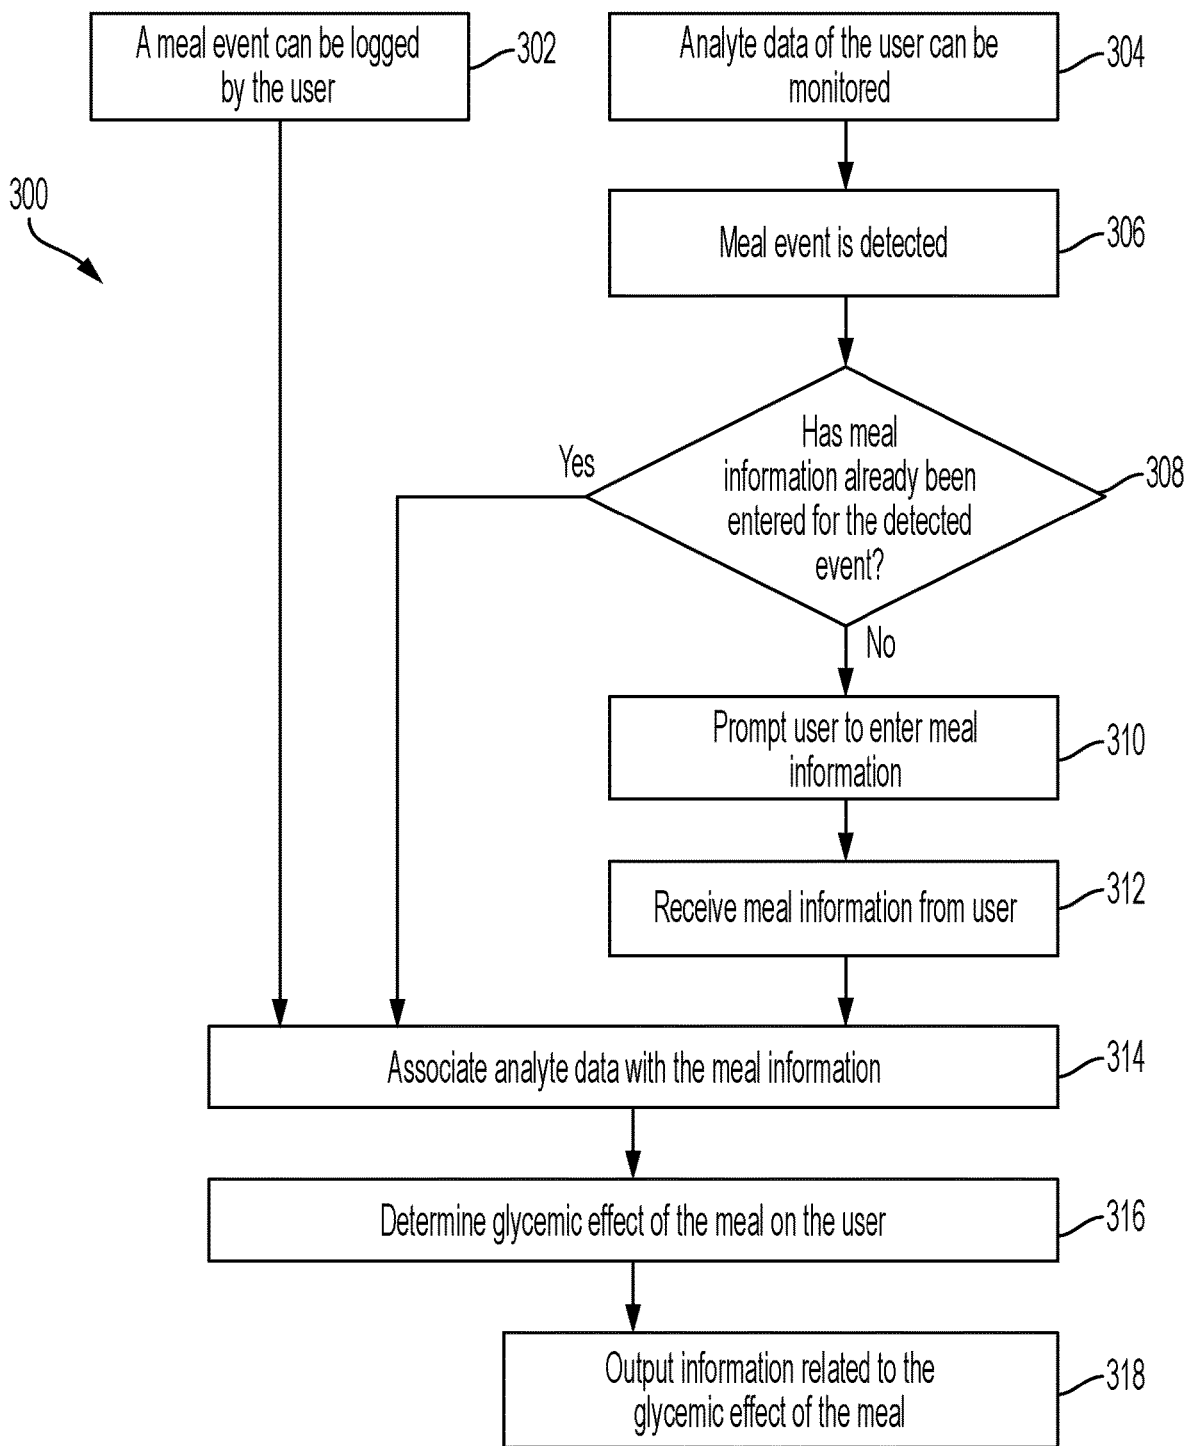 A meal event can be logged
by the user
302
Analyte data of the user can be
monitored
304
300
Meal event is detected
306
Has meal
information already been
entered for the detected
event?
308
Yes
No
Prompt user to enter meal
information
310
Receive meal information from user
312
Associate analyte data with the meal information
314
Determine glycemic effect of the meal on the user
316
Output information related to the
glycemic effect of the meal
318